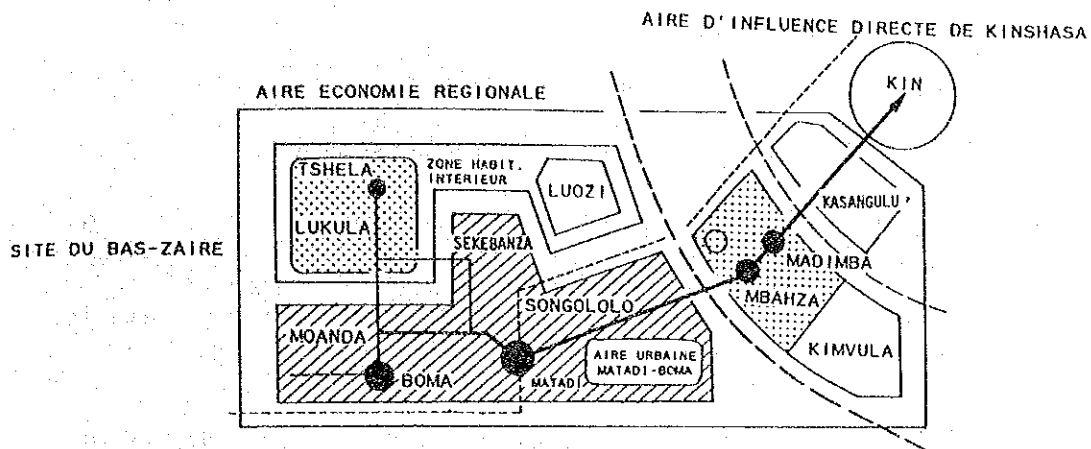 AIRE D'INFLUENCE DIRECTE DE KINSHASA
KIN
AIRE ECONOMIE REGIONALE
TSHELA
ZONE HABIT.
INTERIEUR
LUOZI
KASANGULU
LUKULA
SEKEBANZA
SITE DU BAS-ZAIRE
MADIMBA
MBAHZA
SONGOLOLO
MOANDA
KIMVULA
AIRE URBAINE
MATADI-BOMA
BOMA
MATADI